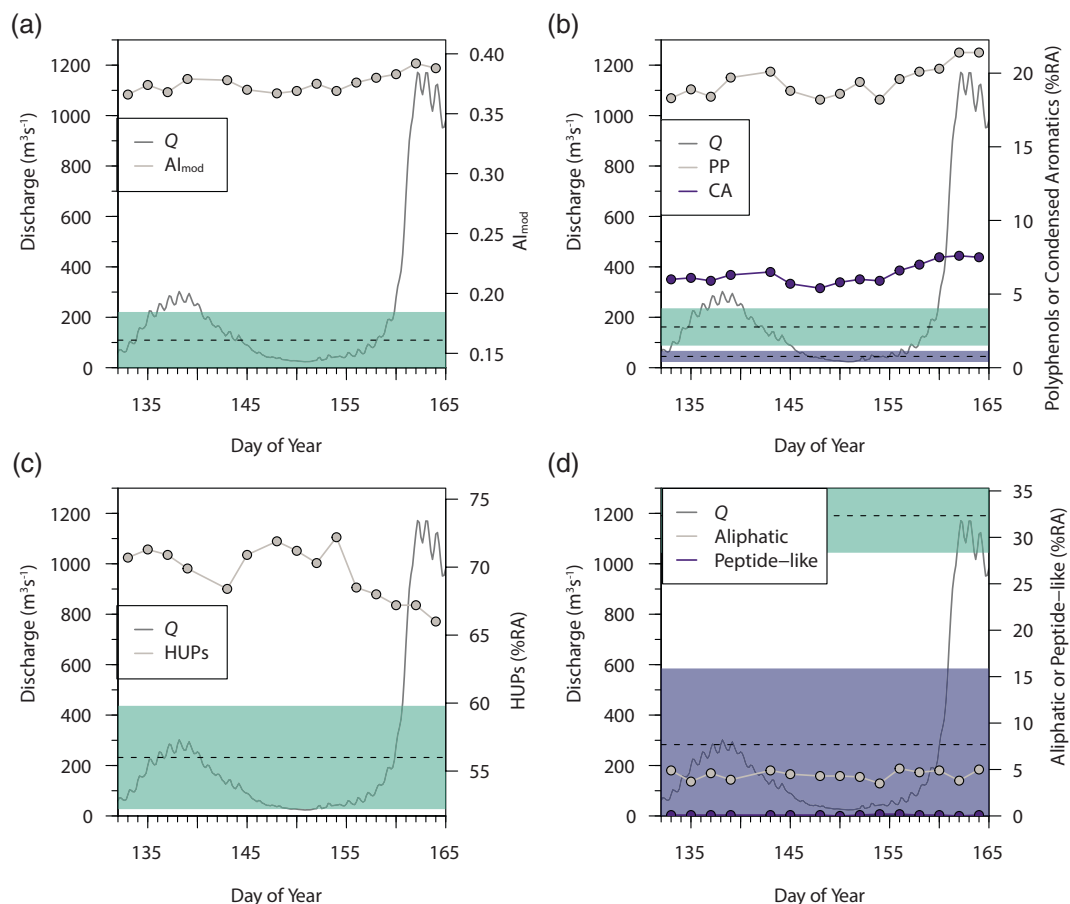 (a)
1200
1000
800
600
400
200
0
Discharge (m³s⁻¹)
0.40
0.35
0.30
0.25
0.20
0.15
AI_mod
Q
AI_mod
135 145 155 165
Day of Year
(b)
1200
1000
800
600
400
200
0
Discharge (m³s⁻¹)
20
15
10
5
0
Polyphenols or Condensed Aromatics (%RA)
Q
PP
CA
135 145 155 165
Day of Year
(c)
1200
1000
800
600
400
200
0
Discharge (m³s⁻¹)
75
70
65
60
55
HUPs (%RA)
Q
HUPs
135 145 155 165
Day of Year
(d)
1200
1000
800
600
400
200
0
Discharge (m³s⁻¹)
35
30
25
20
15
10
5
0
Aliphatic or Peptide−like (%RA)
Q
Aliphatic
Peptide−like
135 145 155 165
Day of Year